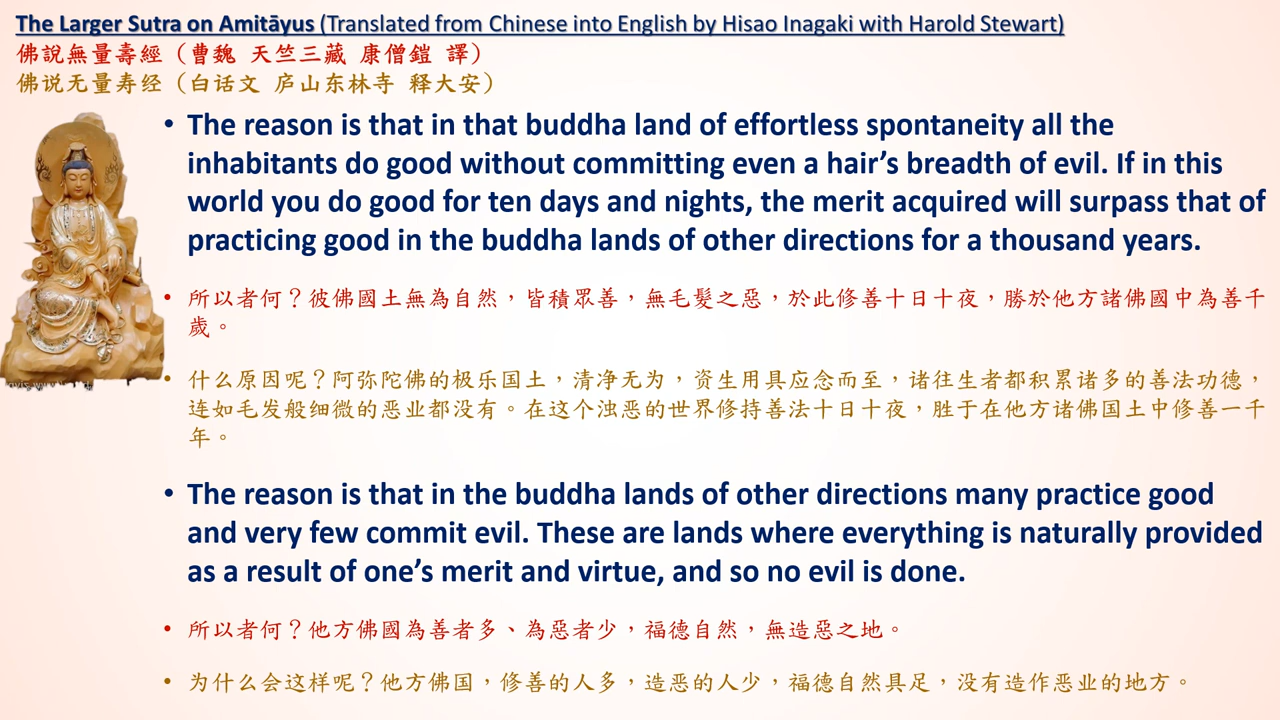 The Larger Sutra on Amitāyus (Translated from Chinese into English by Hisao Inagaki with Harold Stewart)
佛說無量壽經（曹魏 天竺三藏 康僧鎧 譯）
佛说无量寿经（白话文 庐山东林寺 释大安）
• The reason is that in that buddha land of effortless spontaneity all the
inhabitants do good without committing even a hair’s breadth of evil. If in this
world you do good for ten days and nights, the merit acquired will surpass that of
practicing good in the buddha lands of other directions for a thousand years.
• 所以者何？彼佛國土無為自然，皆積眾善，無毛髮之惡，於此修善十日十夜，勝於他方諸佛國中為善千
歲。
• 什么原因呢？阿弥陀佛的极乐国土，清净无为，资生用具应念而至，诸往生者都积累诸多的善法功德，
连如毛发般细微的恶业都没有。在这个浊恶的世界修持善法十日十夜，胜于在他方诸佛国土中修善一千
年。
• The reason is that in the buddha lands of other directions many practice good
and very few commit evil. These are lands where everything is naturally provided
as a result of one’s merit and virtue, and so no evil is done.
• 所以者何？他方佛國為善者多、為惡者少，福德自然，無造惡之地。
• 为什么会这样呢？他方佛国，修善的人多，造恶的人少，福德自然具足，没有造作恶业的地方。